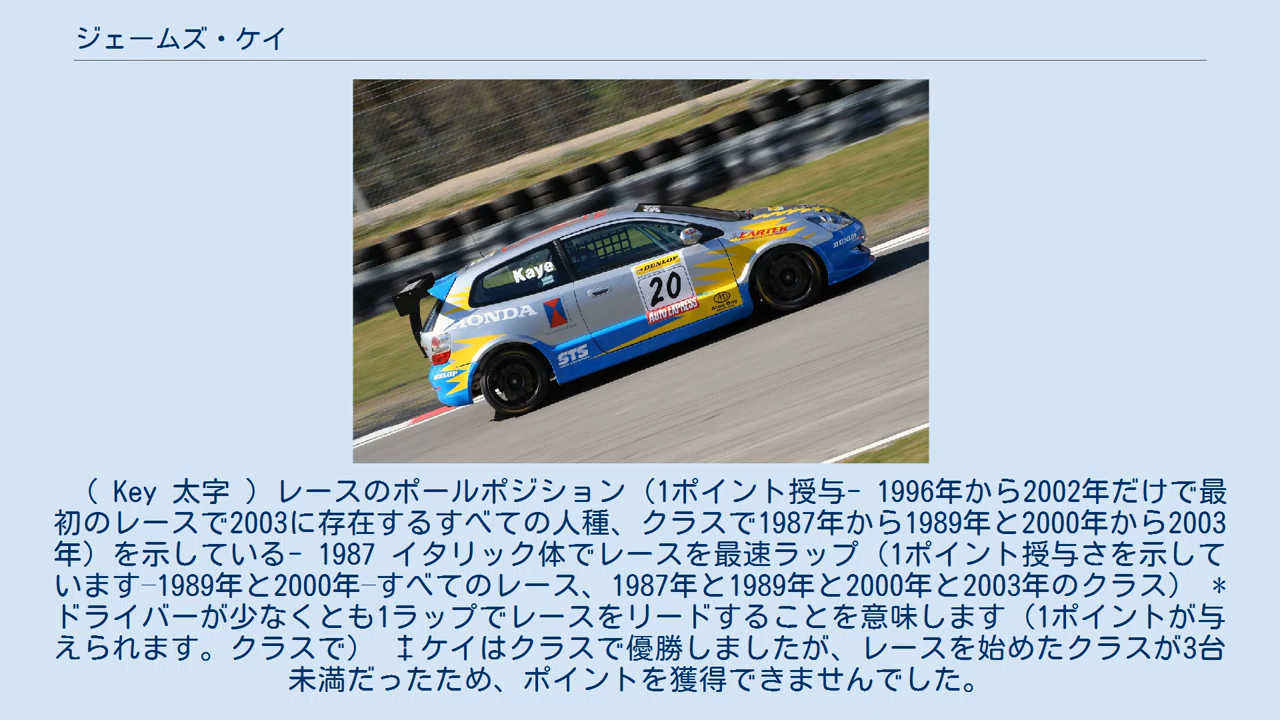 ジェームズ・ケイ
Kaye
DUNLOP
20
AUTO EXPRESS
HONDA
STS
CARTEK
DUNLOP
DUNLOP
（ Key 太字 ）レースのポールポジション（1ポイント授与– 1996年から2002年だけで最
初のレースで2003に存在するすべての人種、クラスで1987年から1989年と2000年から2003
年）を示している– 1987 イタリック体でレースを最速ラップ（1ポイント授与さを示して
います—1989年と2000年—すべてのレース、1987年と1989年と2000年と2003年のクラス） *
ドライバーが少なくとも1ラップでレースをリードすることを意味します（1ポイントが与
えられます。クラスで） ‡ケイはクラスで優勝しましたが、レースを始めたクラスが3台
未満だったため、ポイントを獲得できませんでした。